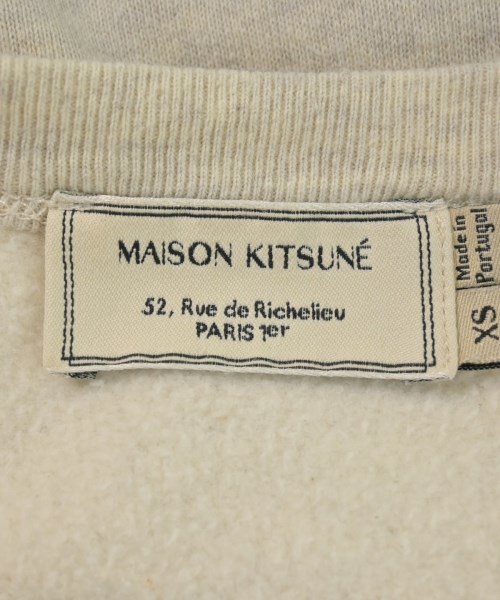 MAISON KITSUNÉ
52, Rue de Richelieu
PARIS 1er
Made in
Portugal
XS